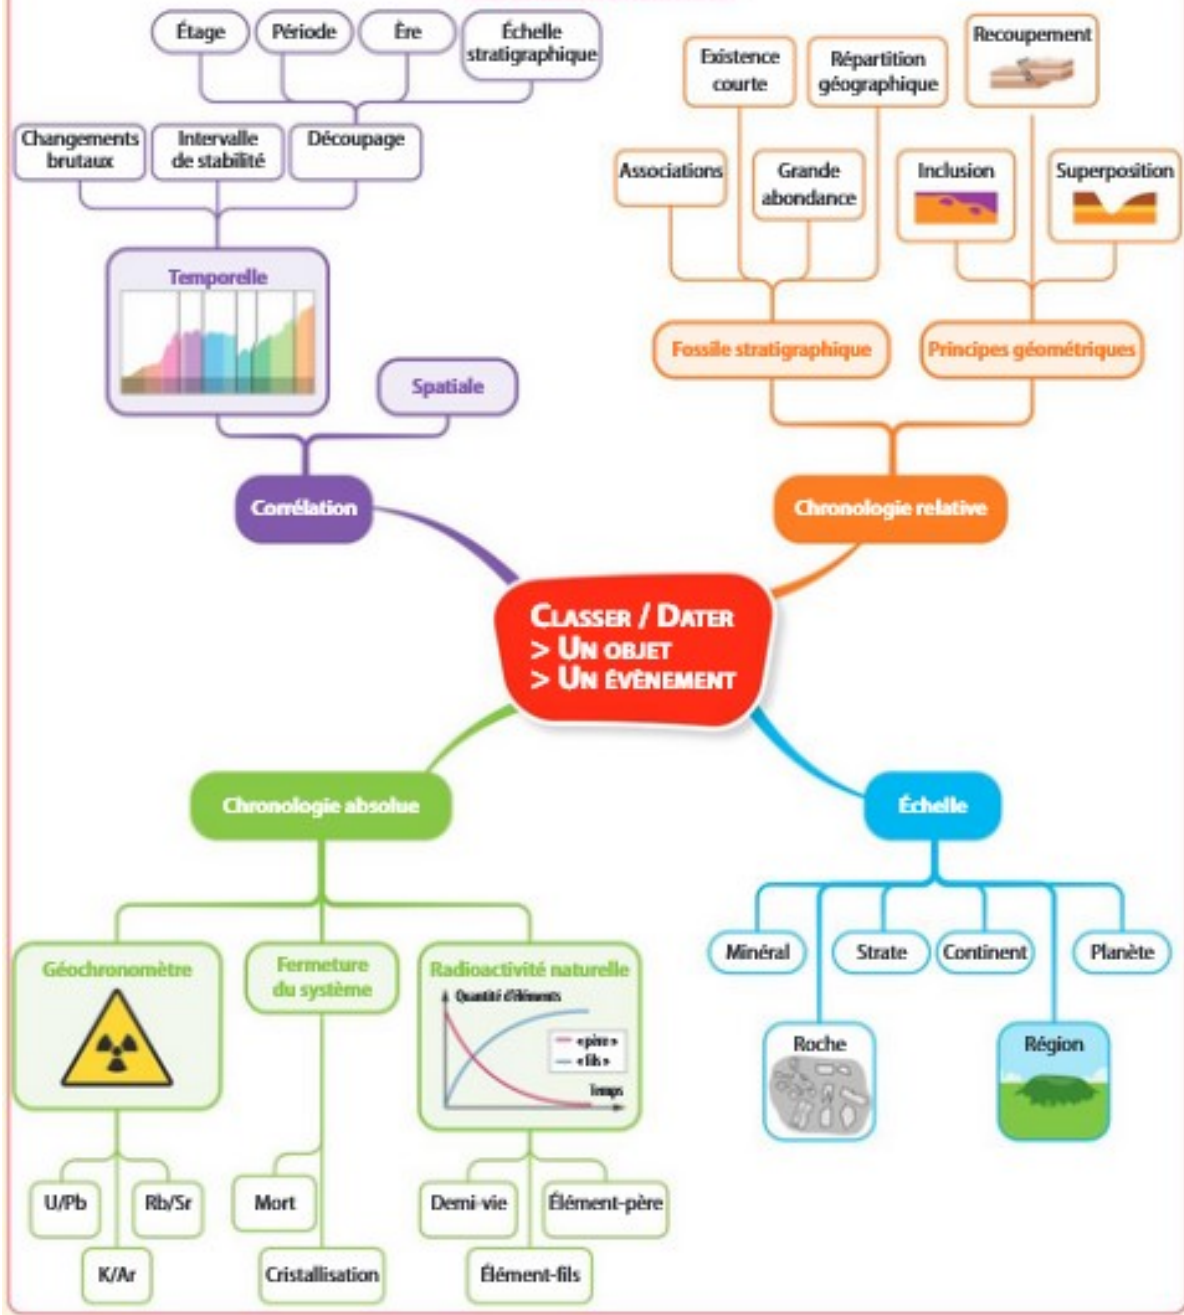 Étage
Période
Ère
Échelle
stratigraphique
Changements
brutaux
Intervalle
de stabilité
Découpage
Temporelle
Spatiale
Corrélation
Existence
courte
Répartition
géographique
Recoupement
Associations
Grande
abondance
Inclusion
Superposition
Fossile stratigraphique
Principes géométriques
Chronologie relative
CLASSER / DATER
> UN OBJET
> UN ÉVÈNEMENT
Chronologie absolue
Géochronomètre
Fermeture
du système
Radioactivité naturelle
Quantité d'éléments
« père »
« fils »
Temps
U/Pb
Rb/Sr
K/Ar
Mort
Cristallisation
Demi-vie
Élément-père
Élément-fils
Échelle
Minéral
Strate
Continent
Planète
Roche
Région